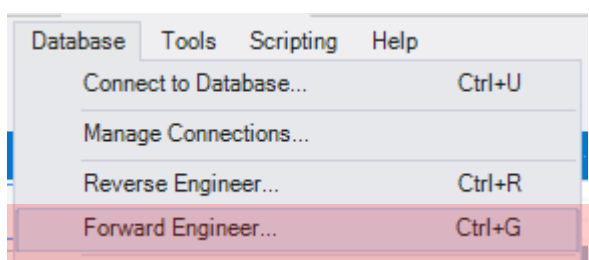 Database Tools Scripting Help
Connect to Database... Ctrl+U
Manage Connections...
Reverse Engineer... Ctrl+R
Forward Engineer... Ctrl+G